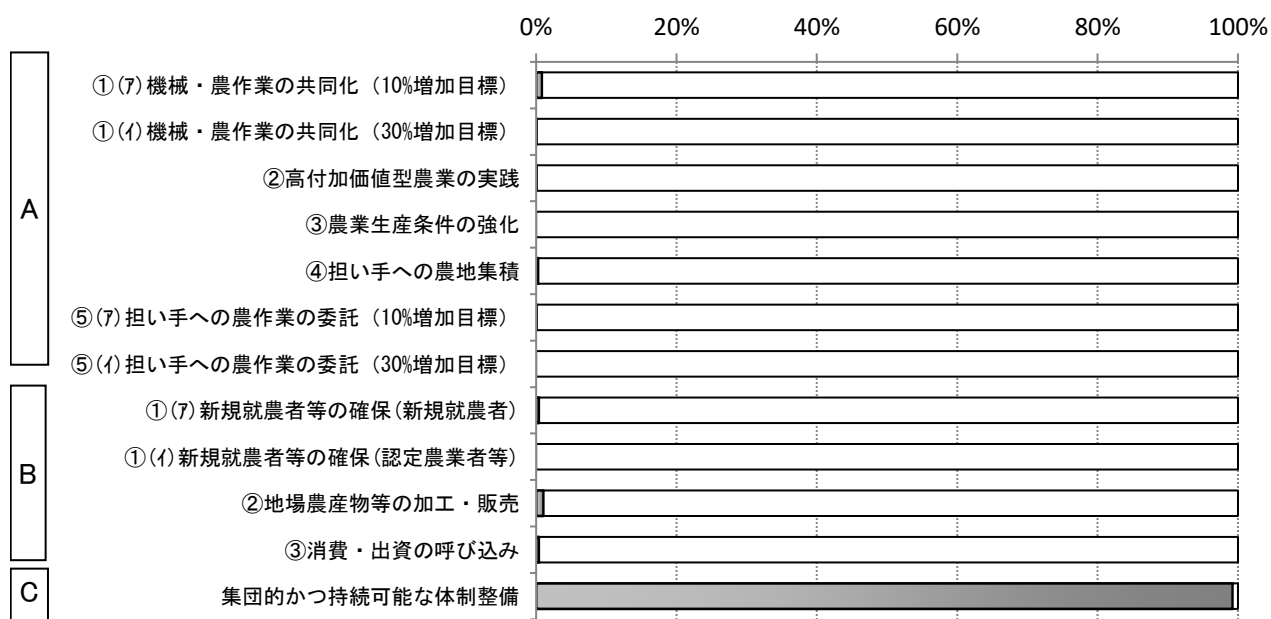 0% 20% 40% 60% 80% 100%
A
①(ｱ)機械・農作業の共同化（10%増加目標）
①(ｲ)機械・農作業の共同化（30%増加目標）
②高付加価値型農業の実践
③農業生産条件の強化
④担い手への農地集積
⑤(ｱ)担い手への農作業の委託（10%増加目標）
⑤(ｲ)担い手への農作業の委託（30%増加目標）
B
①(ｱ)新規就農者等の確保(新規就農者)
①(ｲ)新規就農者等の確保(認定農業者等)
②地場農産物等の加工・販売
③消費・出資の呼び込み
C
集団的かつ持続可能な体制整備